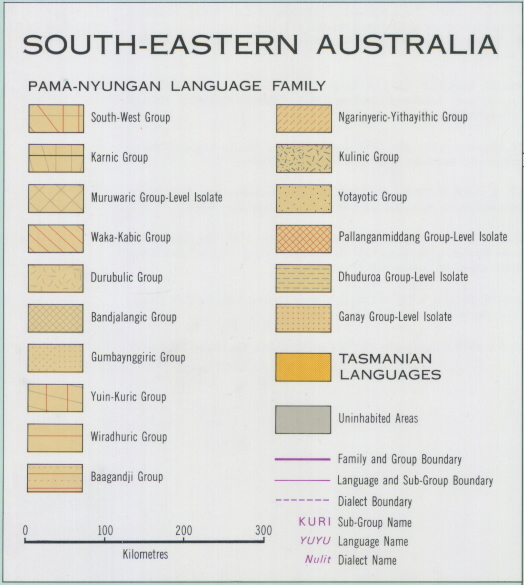 SOUTH-EASTERN AUSTRALIA
PAMA-NYUNGAN LANGUAGE FAMILY
South-West Group
Karnic Group
Muruwaric Group-Level Isolate
Waka-Kabic Group
Durubulic Group
Bandjalangic Group
Gumbaynggiric Group
Yuin-Kuric Group
Wiradhuric Group
Baagandji Group
0 100 200 300
Kilometres
Ngarinyeric-Yithayithic Group
Kulinic Group
Yotayotic Group
Pallanganmiddang Group-Level Isolate
Dhuduroa Group-Level Isolate
Ganay Group-Level Isolate
TASMANIAN
LANGUAGES
Uninhabited Areas
Family and Group Boundary
Language and Sub-Group Boundary
Dialect Boundary
KURI Sub-Group Name
YUYU Language Name
Nulit Dialect Name